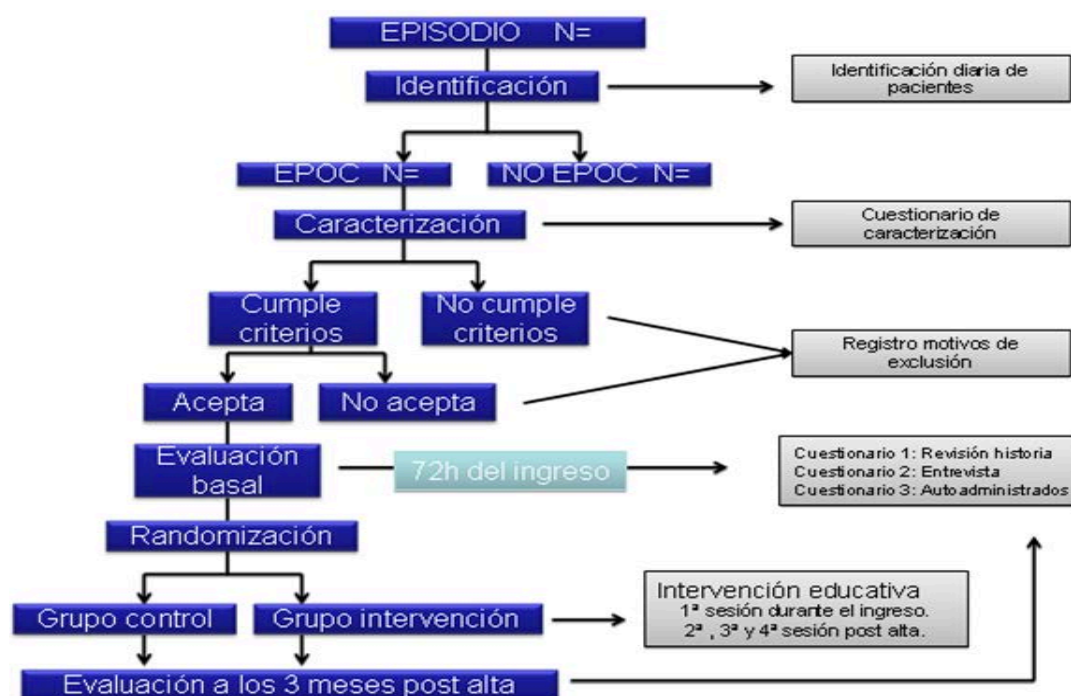 EPISODIO N=
Identificación
Identificación diaria de
pacientes
EPOC N=
NO EPOC N=
Caracterización
Cuestionario de
caracterización
Cumple
criterios
No cumple
criterios
Registro motivos de
exclusión
Acepta
No acepta
Evaluación
basal
72h del ingreso
Cuestionario 1: Revisión historia
Cuestionario 2: Entrevista
Cuestionario 3: Autoadministrados
Randomización
Grupo control
Grupo intervención
Intervención educativa
1ª sesión durante el ingreso.
2ª , 3ª y 4ª sesión post alta.
Evaluación a los 3 meses post alta